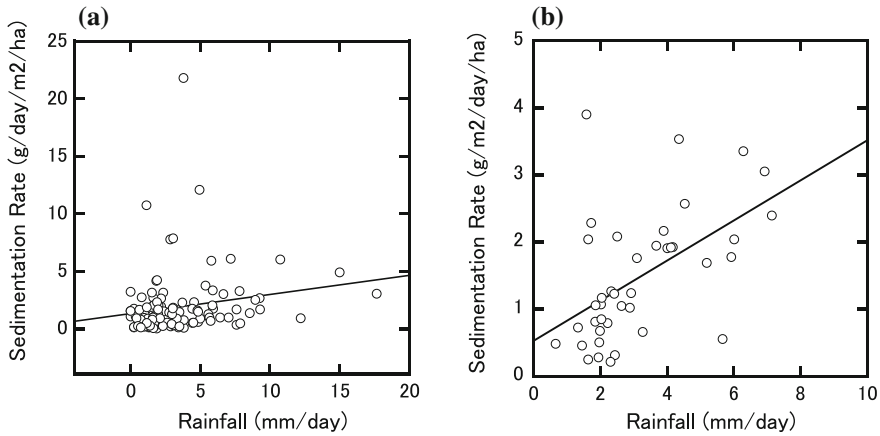 (a)
Sedimentation Rate (g/day/m2/ha)
25
20
15
10
5
0
0 5 10 15 20
Rainfall (mm/day)
(b)
Sedimentation Rate (g/m2/day/ha)
5
4
3
2
1
0
0 2 4 6 8 10
Rainfall (mm/day)